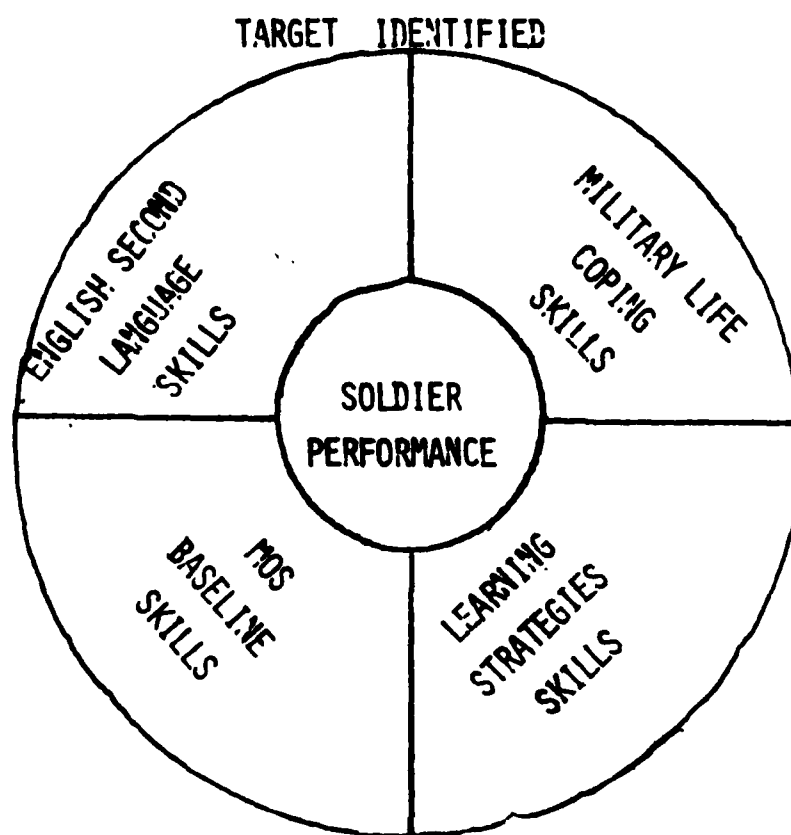 TARGET IDENTIFIED
ENGLISH SECOND
LANGUAGE
SKILLS
MILITARY LIFE
COPING
SKILLS
SOLDIER
PERFORMANCE
MOS
BASELINE
SKILLS
LEARNING
STRATEGIES
SKILLS